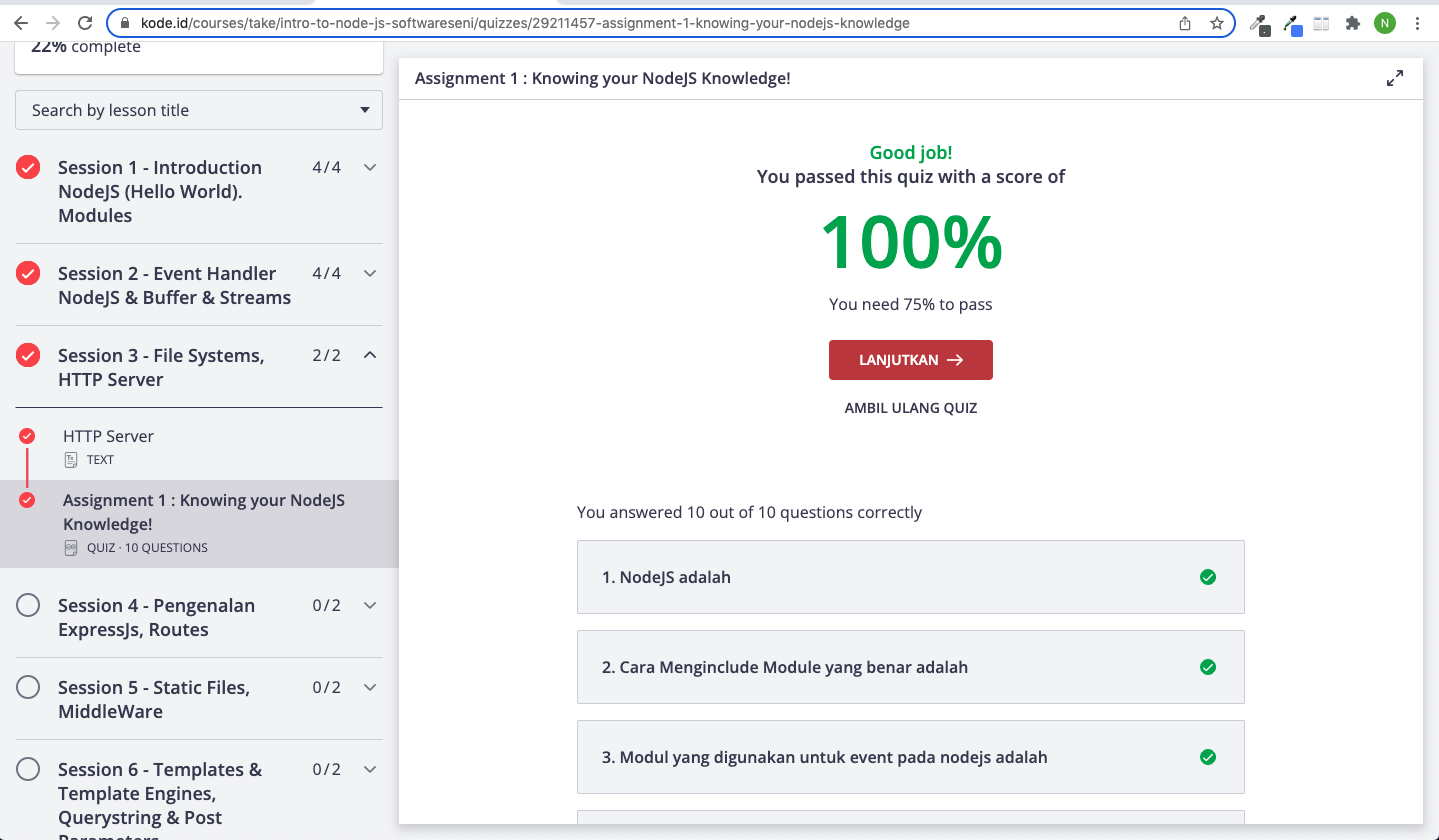 kode.id/courses/take/intro-to-node-js-softwareseni/quizzes/29211457-assignment-1-knowing-your-nodejs-knowledge
N
22% complete
Search by lesson title
Session 1 - Introduction
NodeJS (Hello World).
Modules
4 / 4
Session 2 - Event Handler
NodeJS & Buffer & Streams
4 / 4
Session 3 - File Systems,
HTTP Server
2 / 2
HTTP Server
TEXT
Assignment 1 : Knowing your NodeJS
Knowledge!
QUIZ · 10 QUESTIONS
Session 4 - Pengenalan
ExpressJs, Routes
0 / 2
Session 5 - Static Files,
MiddleWare
0 / 2
Session 6 - Templates &
Template Engines,
Querystring & Post
Parameters
0 / 2
Assignment 1 : Knowing your NodeJS Knowledge!
Good job!
You passed this quiz with a score of
100%
You need 75% to pass
LANJUTKAN →
AMBIL ULANG QUIZ
You answered 10 out of 10 questions correctly
1. NodeJS adalah
2. Cara Menginclude Module yang benar adalah
3. Modul yang digunakan untuk event pada nodejs adalah